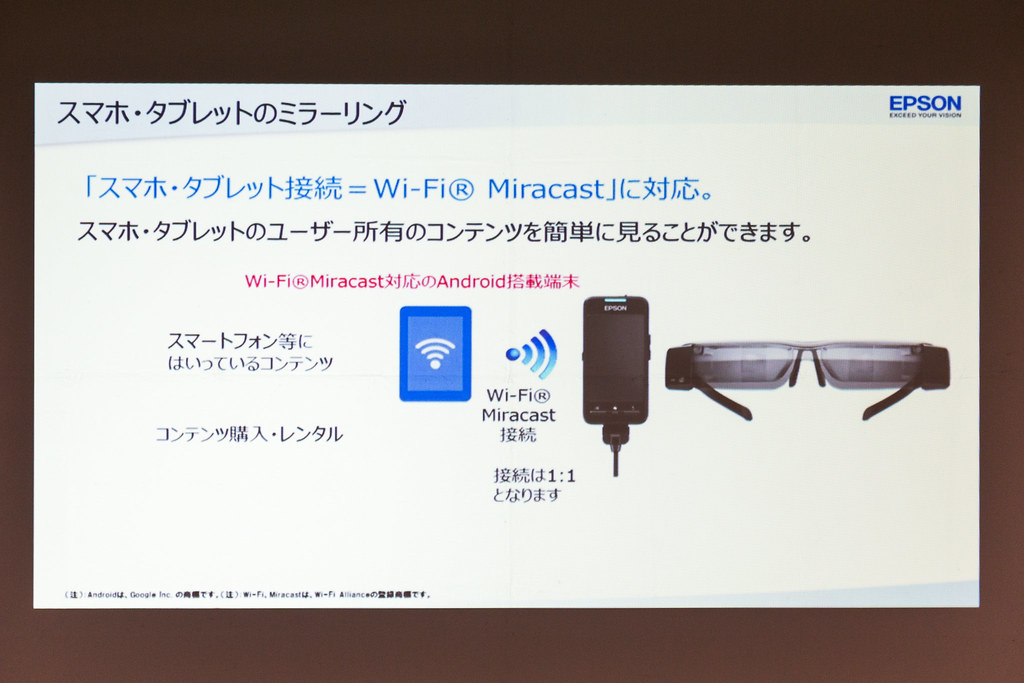 スマホ・タブレットのミラーリング
EPSON
EXCEED YOUR VISION
「スマホ・タブレット接続＝Wi-Fi® Miracast」に対応。
スマホ・タブレットのユーザー所有のコンテンツを簡単に見ることができます。
Wi-Fi®Miracast対応のAndroid搭載端末
スマートフォン等に
はいっているコンテンツ
コンテンツ購入・レンタル
Wi-Fi®
Miracast
接続
接続は1:1
となります
EPSON
（注）：Androidは、Google Inc. の商標です。（注）：Wi-Fi、Miracastは、Wi-Fi Allianceの登録商標です。